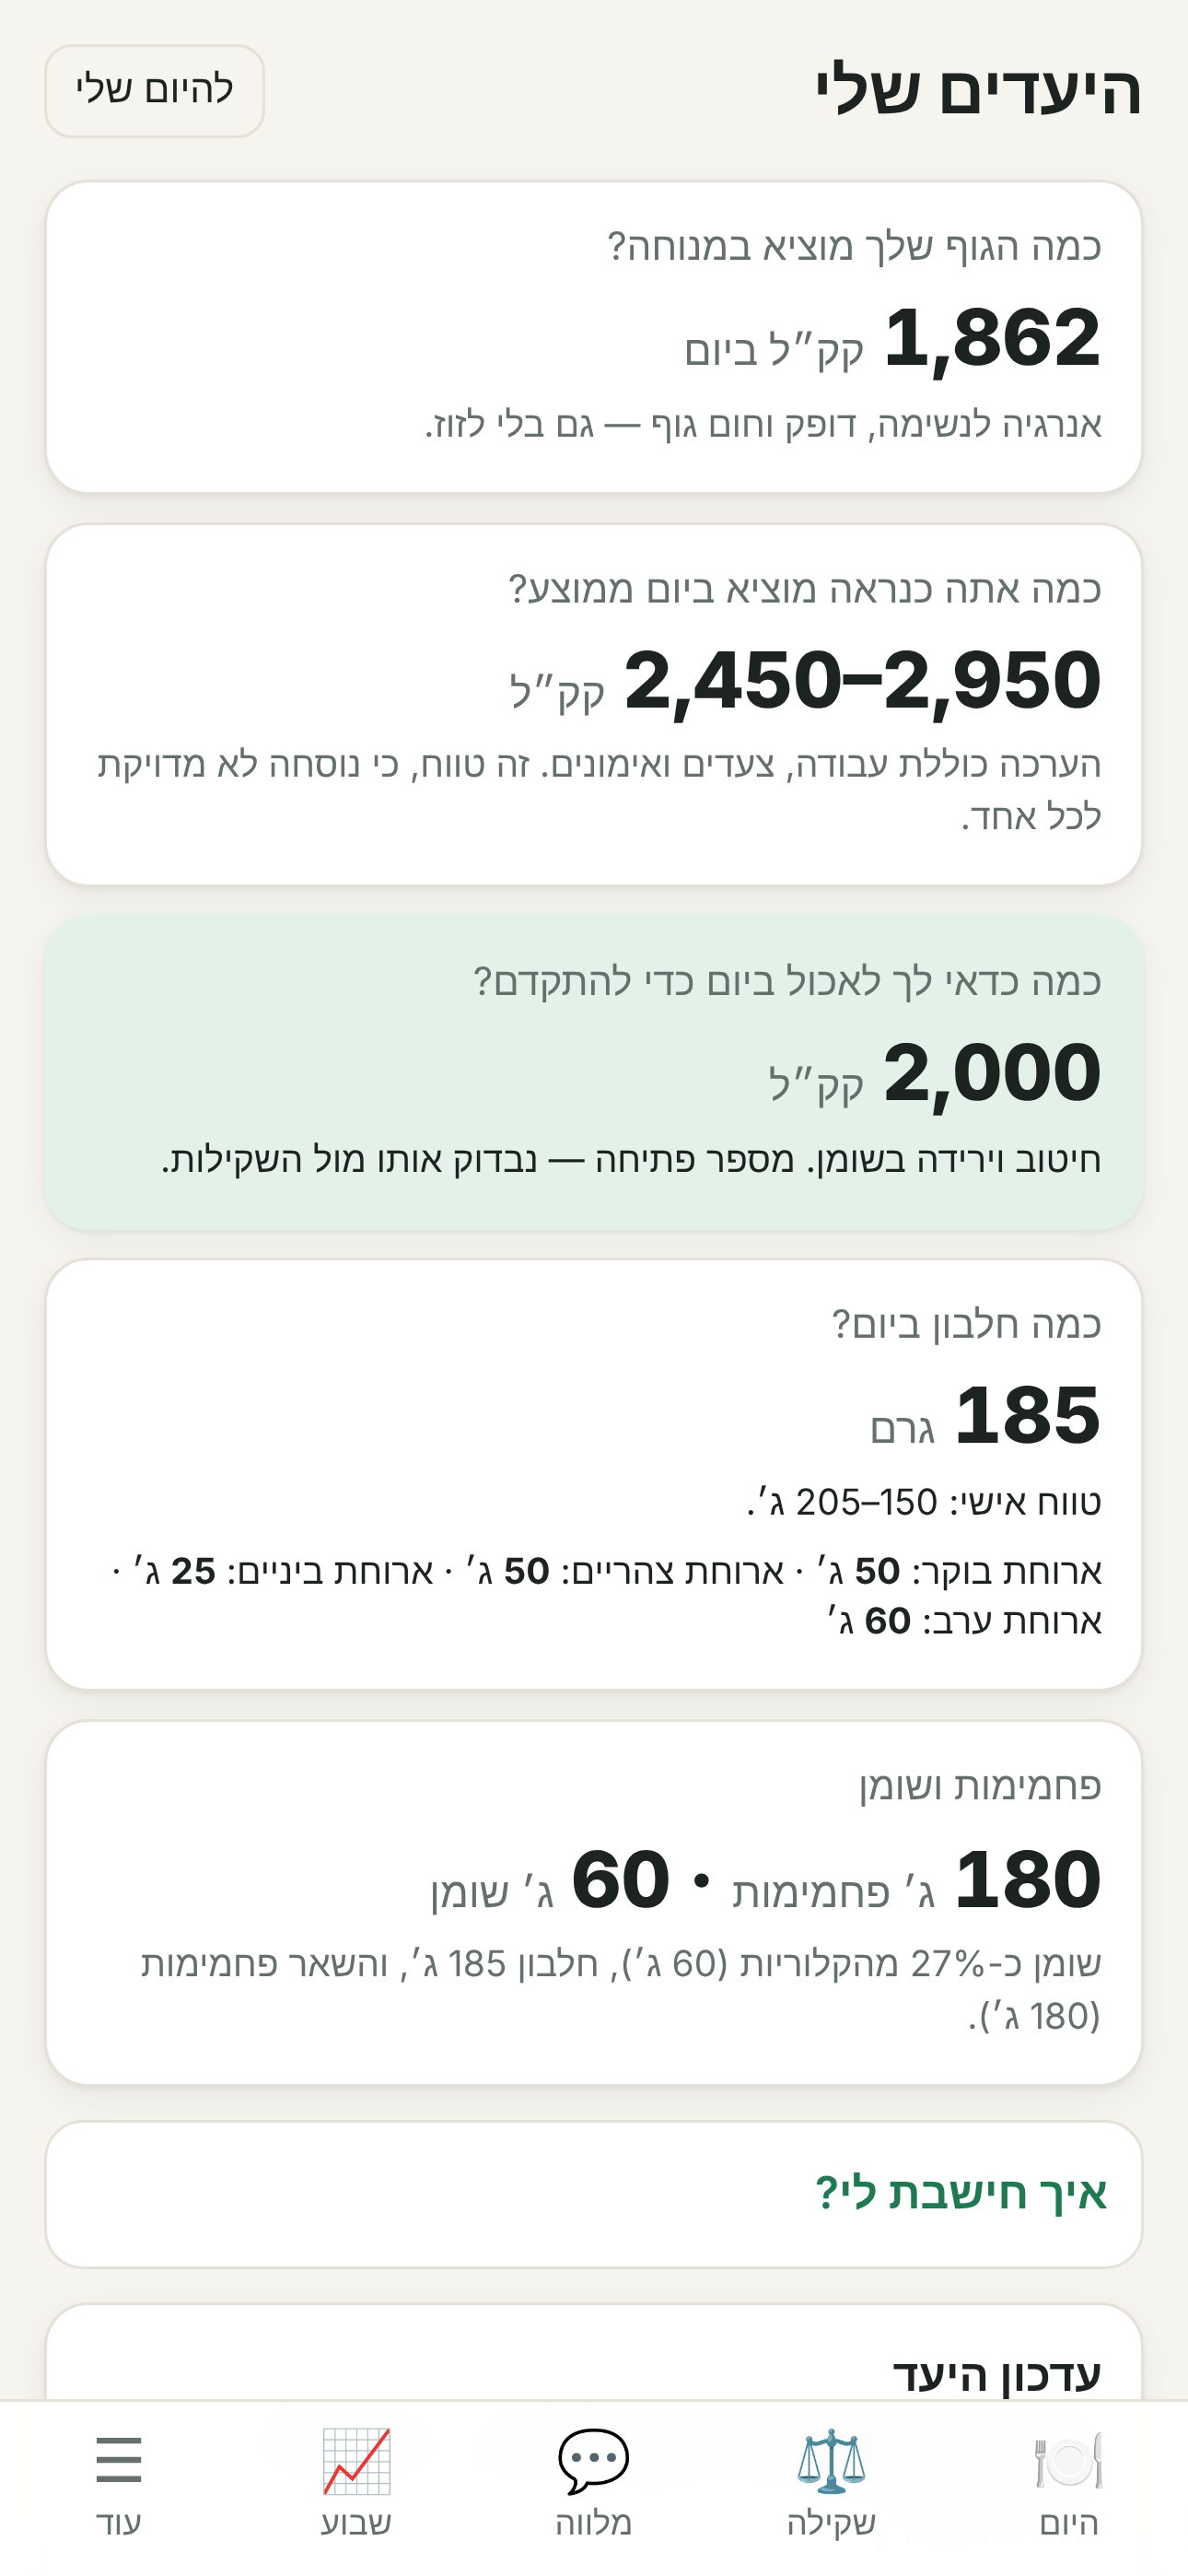 היעדים שלי
להיום שלי
כמה הגוף שלך מוציא במנוחה?
1,862 קק״ל ביום
אנרגיה לנשימה, דופק וחום גוף — גם בלי לזוז.
כמה אתה כנראה מוציא ביום ממוצע?
2,950–2,450 קק״ל
הערכה כוללת עבודה, צעדים ואימונים. זה טווח, כי נוסחה לא מדויקת
לכל אחד.
כמה כדאי לך לאכול ביום כדי להתקדם?
2,000 קק״ל
חיטוב וירידה בשומן. מספר פתיחה — נבדוק אותו מול השקילות.
כמה חלבון ביום?
185 גרם
טווח אישי: 150–205 ג׳.
ארוחת בוקר: 50 ג׳ · ארוחת צהריים: 50 ג׳ · ארוחת ביניים: 25 ג׳ ·
ארוחת ערב: 60 ג׳
פחמימות ושומן
180 ג׳ פחמימות · 60 ג׳ שומן
שומן כ-27% מהקלוריות (60 ג׳), חלבון 185 ג׳, והשאר פחמימות
(180 ג׳).
איך חישבת לי?
עדכון היעד
היום
שקילה
מלווה
שבוע
עוד